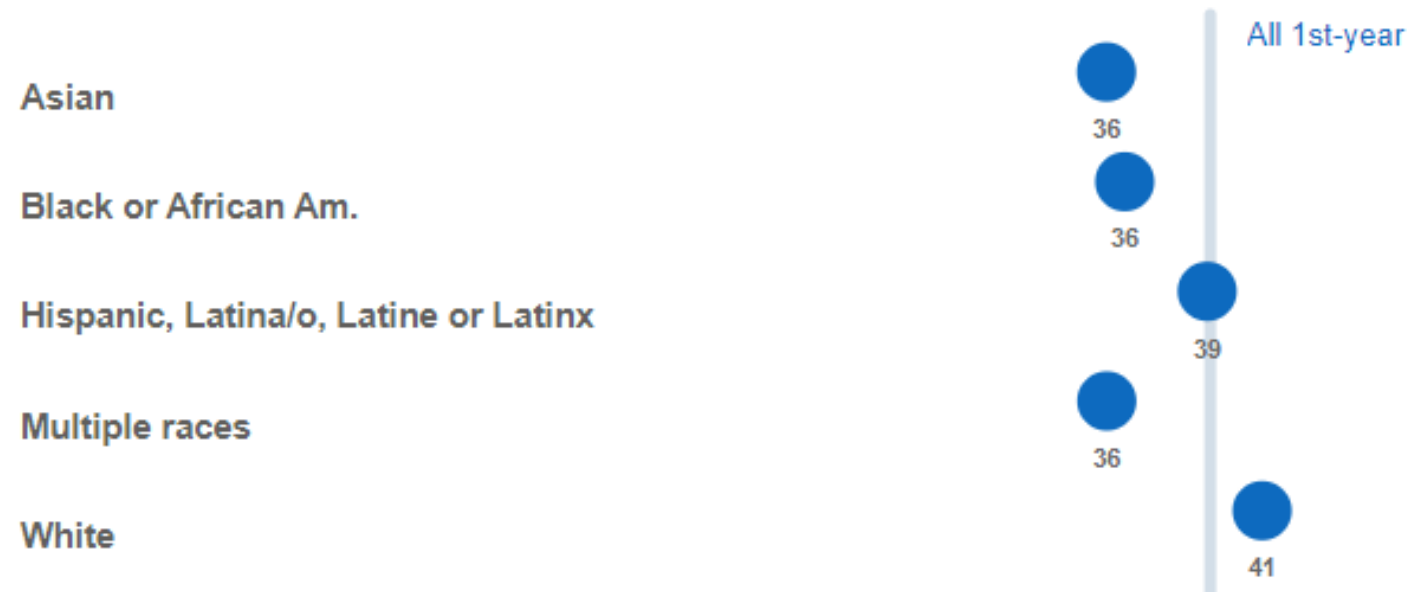 All 1st-year
Asian
36
Black or African Am.
36
Hispanic, Latina/o, Latine or Latinx
39
Multiple races
36
White
41